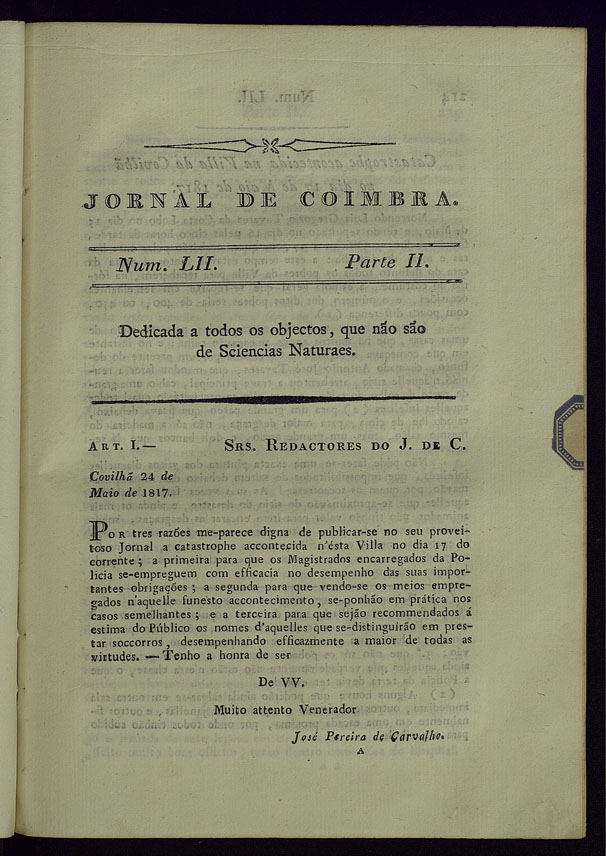 JORNAL DE COIMBRA.
Num. LII. Parte II.
Dedicada a todos os objectos, que não são
de Sciencias Naturaes.
ART. I.— SRS. REDACTORES DO J. DE C.
Covilhã 24 de
Maio de 1817.
POR tres razões me-parece digna de publicar-se no seu provei-
toso Jornal a catastrophe accontecida n'ésta Villa no dia 17 do
corrente; a primeira para que os Magistrados encarregados da Po-
licia se-empreguem com efficacia no desempenho das suas impor-
tantes obrigações; a segunda para que vendo-se os meios empre-
gados n'aquelle funesto accontecimento, se-ponhão em prática nos
casos semelhantes; e a terceira para que sejão recommendados á
estima do Público os nomes d'aquelles que se-distinguirão em pres-
tar soccorros, desempenhando efficazmente a maior de todas as
virtudes. — Tenho a honra de ser
De VV.
Muito attento Venerador
José Pereira de Carvalho.
A